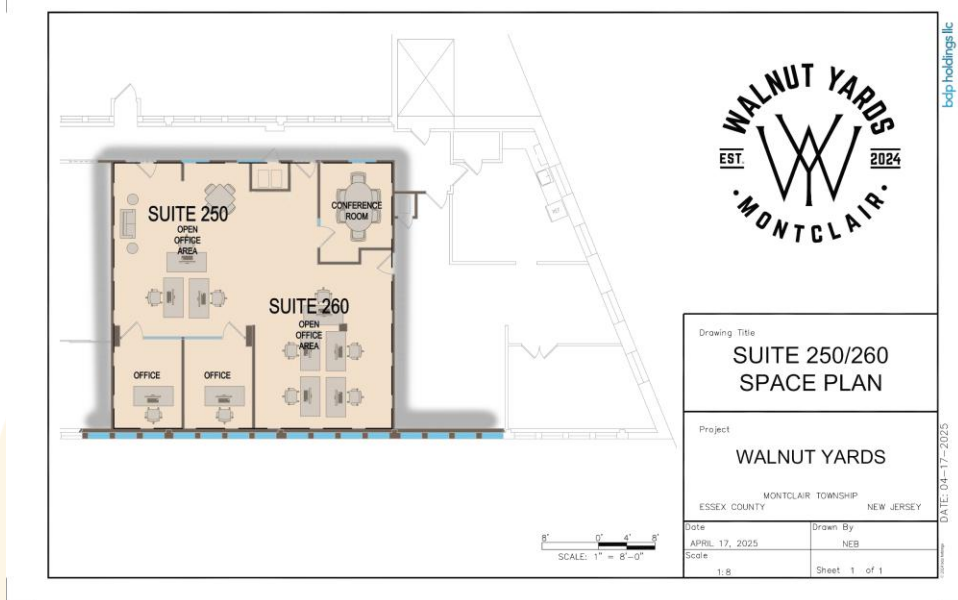 bdp holdings llc
WALNUT YARDS
EST.
2024
MONTCLAIR
CONFERENCE
ROOM
SUITE 250
OPEN
OFFICE
AREA
SUITE 260
OPEN
OFFICE
AREA
OFFICE
OFFICE
Drawing Title
SUITE 250/260
SPACE PLAN
Project
WALNUT YARDS
MONTCLAIR TOWNSHIP
ESSEX COUNTY
NEW JERSEY
Date
APRIL 17, 2025
Drawn By
NEB
Scale
1:8
Sheet 1 of 1
8' 0' 4' 8'
SCALE: 1" = 8'-0"
DATE: 04-17-2025